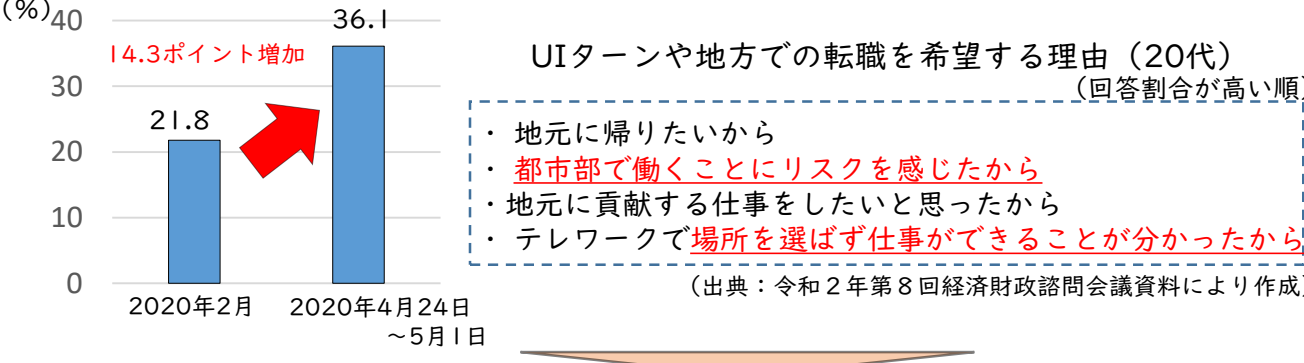 (%)
40
36.1
14.3ポイント増加
30
21.8
20
10
0
2020年2月
2020年4月24日
～5月1日
UIターンや地方での転職を希望する理由（20代）
（回答割合が高い順）
・ 地元に帰りたいから
・ 都市部で働くことにリスクを感じたから
・地元に貢献する仕事をしたいと思ったから
・ テレワークで場所を選ばず仕事ができることが分かったから
（出典：令和２年第８回経済財政諮問会議資料により作成）